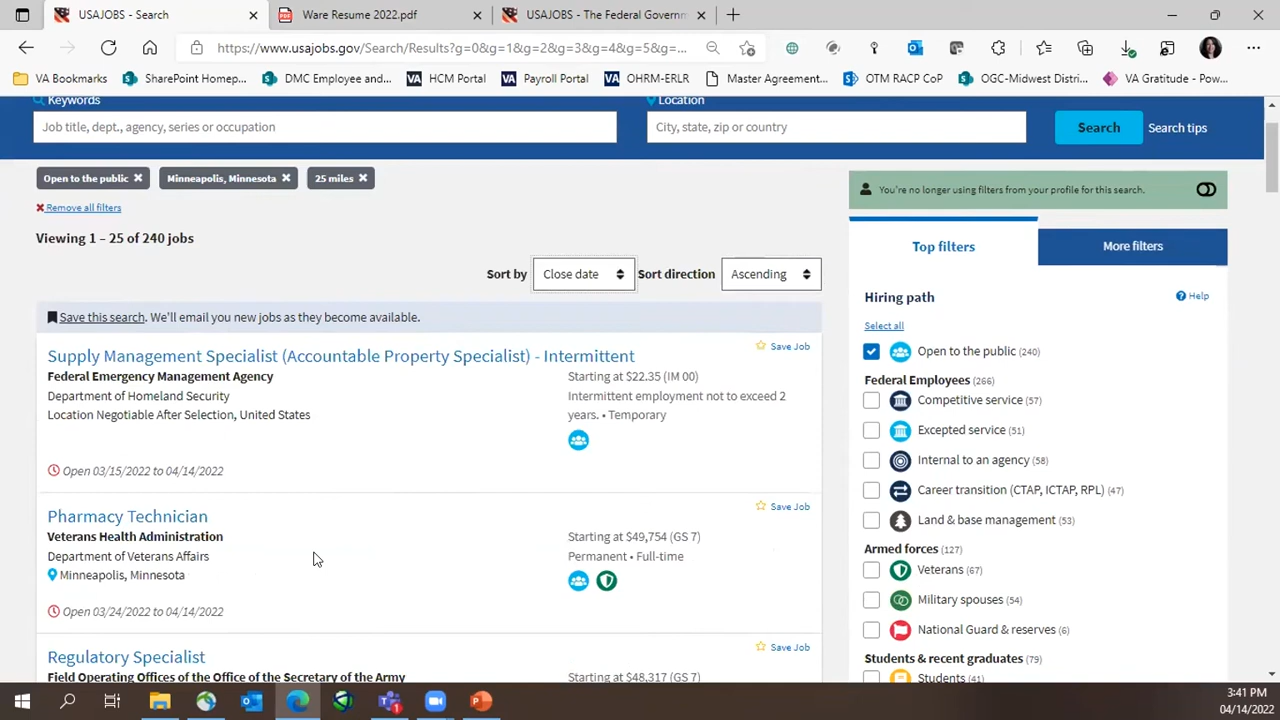 USAJOBS - Search
Ware Resume 2022.pdf
USAJOBS - The Federal Governm
https://www.usajobs.gov/Search/Results?g=0&g=1&g=2&g=3&g=4&g=5&g=...
VA Bookmarks
SharePoint Homep...
DMC Employee and...
VA HCM Portal
VA Payroll Portal
VA OHRM-ERLR
Master Agreement...
OTM RACP CoP
OGC-Midwest Distri...
VA Gratitude - Pow...
Keywords
Location
Job title, dept., agency, series or occupation
City, state, zip or country
Search
Search tips
Open to the public
Minneapolis, Minnesota
25 miles
Remove all filters
Viewing 1 – 25 of 240 jobs
Sort by
Close date
Sort direction
Ascending
Save this search. We'll email you new jobs as they become available.
Supply Management Specialist (Accountable Property Specialist) - Intermittent
Save Job
Federal Emergency Management Agency
Department of Homeland Security
Location Negotiable After Selection, United States
Starting at $22.35 (IM 00)
Intermittent employment not to exceed 2
years. • Temporary
Open 03/15/2022 to 04/14/2022
Pharmacy Technician
Save Job
Veterans Health Administration
Department of Veterans Affairs
Minneapolis, Minnesota
Starting at $49,754 (GS 7)
Permanent • Full-time
Open 03/24/2022 to 04/14/2022
Regulatory Specialist
Save Job
Field Operating Offices of the Office of the Secretary of the Army
Starting at $48,317 (GS 7)
You're no longer using filters from your profile for this search.
Top filters
More filters
Hiring path
Help
Select all
Open to the public (240)
Federal Employees (266)
Competitive service (57)
Excepted service (51)
Internal to an agency (58)
Career transition (CTAP, ICTAP, RPL) (47)
Land & base management (53)
Armed forces (127)
Veterans (67)
Military spouses (54)
National Guard & reserves (6)
Students & recent graduates (79)
Students (41)
3:41 PM
04/14/2022